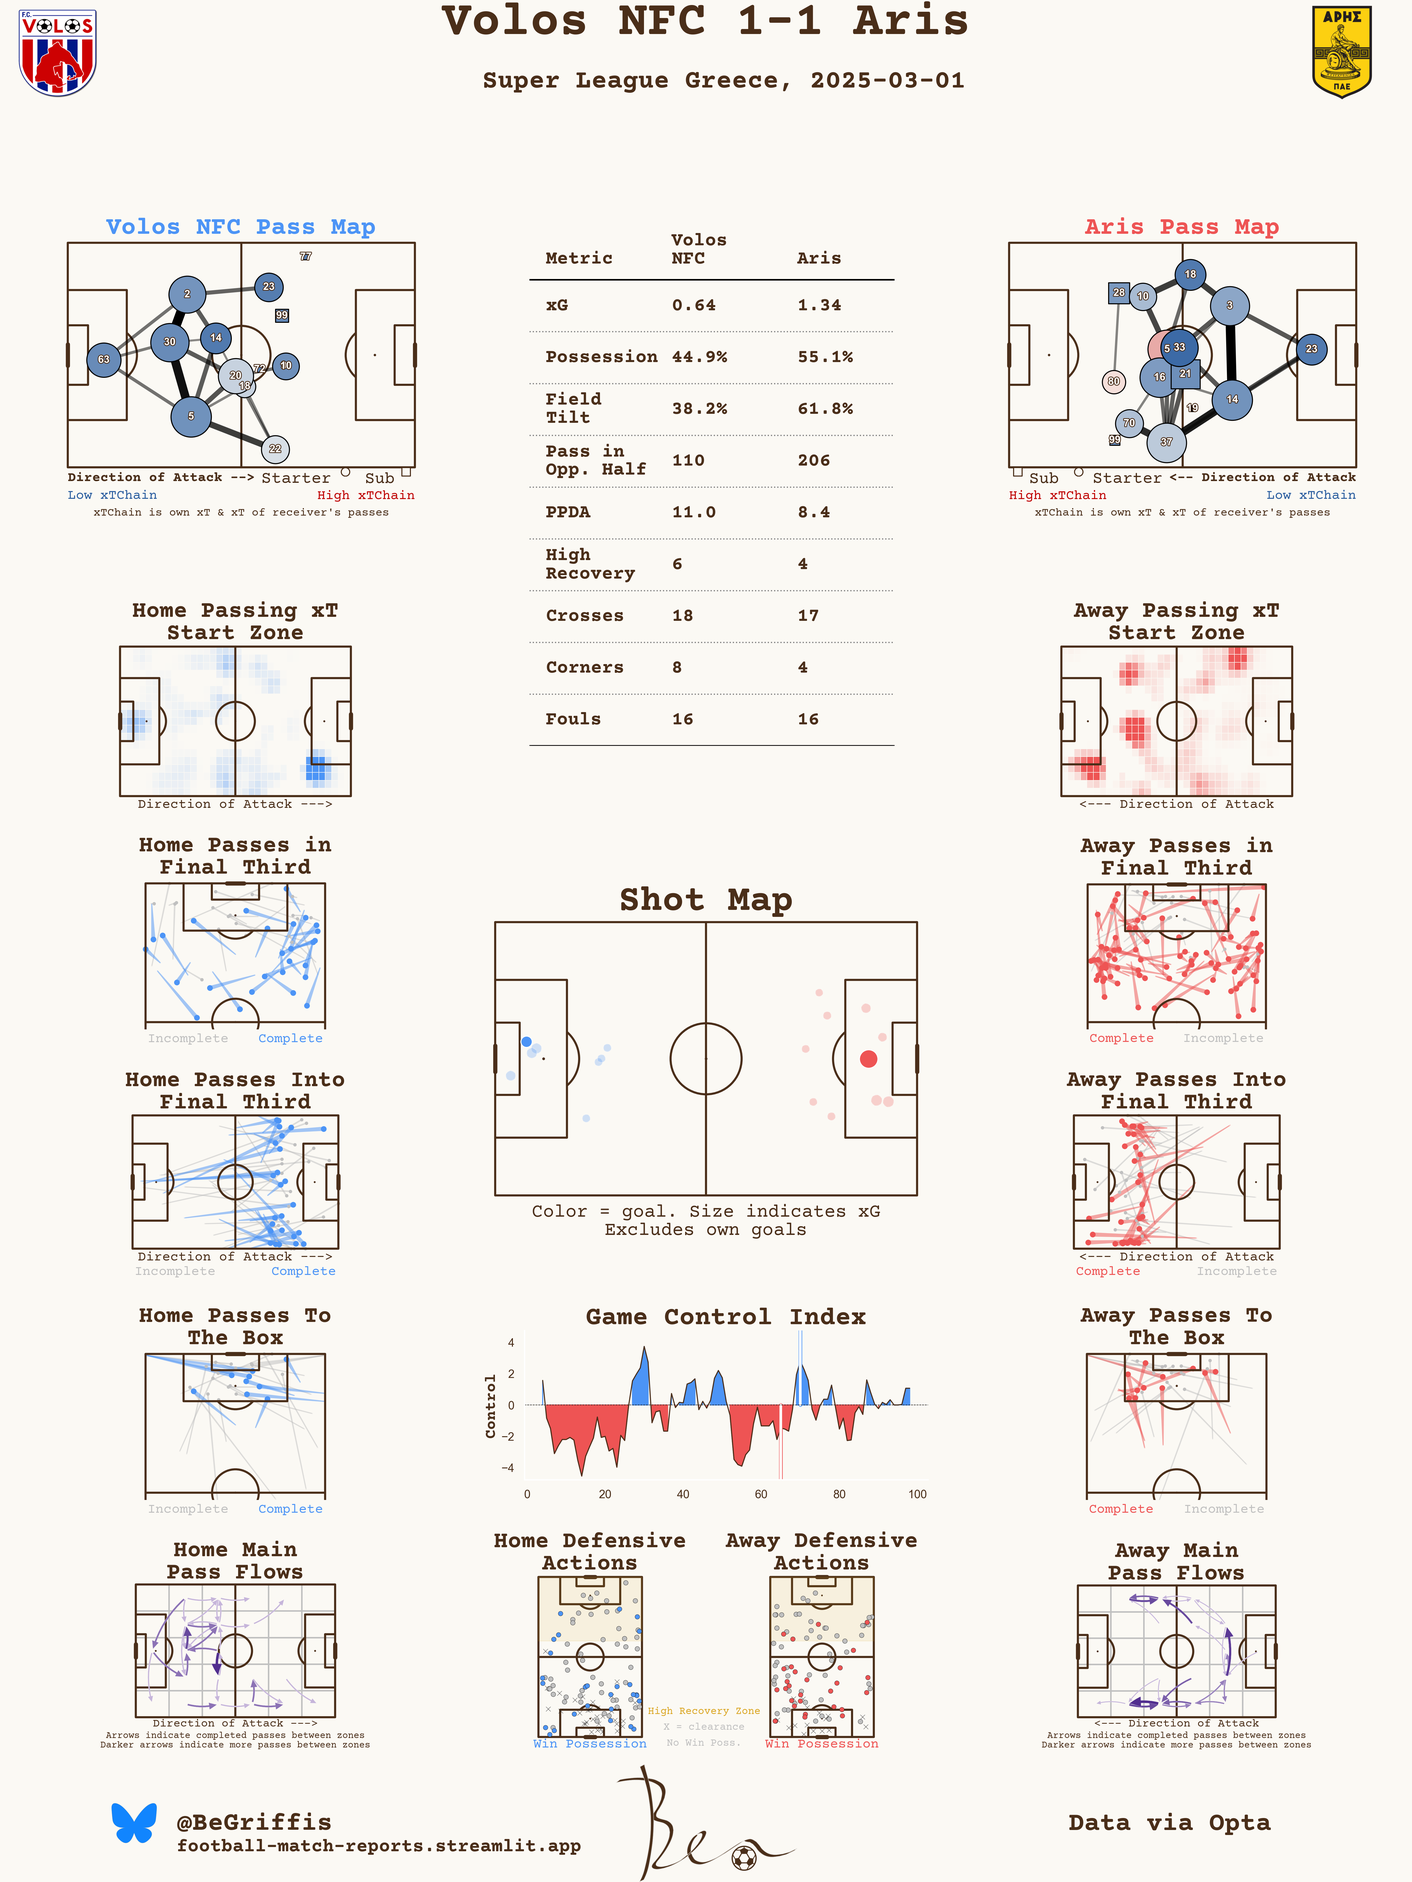 Volos NFC 1-1 Aris
Super League Greece, 2025-03-01
F.C.
VOLOS
ΑΡΗΣ
ΠΑΕ
Volos NFC Pass Map
77
23
2
99
14
30
63
10
72
20
18
5
22
Direction of Attack --> Starter Sub
Low xTChain High xTChain
xTChain is own xT & xT of receiver's passes
Metric Volos NFC Aris
xG 0.64 1.34
Possession 44.9% 55.1%
Field Tilt 38.2% 61.8%
Pass in Opp. Half 110 206
PPDA 11.0 8.4
High Recovery 6 4
Crosses 18 17
Corners 8 4
Fouls 16 16
Aris Pass Map
18
28
10
3
5
33
23
16
21
80
14
19
70
99
37
Sub Starter <-- Direction of Attack
High xTChain Low xTChain
xTChain is own xT & xT of receiver's passes
Home Passing xT
Start Zone
Direction of Attack --->
Away Passing xT
Start Zone
<--- Direction of Attack
Home Passes in
Final Third
Incomplete Complete
Away Passes in
Final Third
Complete Incomplete
Shot Map
Color = goal. Size indicates xG
Excludes own goals
Home Passes Into
Final Third
Direction of Attack --->
Incomplete Complete
Away Passes Into
Final Third
<--- Direction of Attack
Complete Incomplete
Home Passes To
The Box
Incomplete Complete
Game Control Index
Control
4
2
0
−2
−4
0 20 40 60 80 100
Away Passes To
The Box
Complete Incomplete
Home Main
Pass Flows
Direction of Attack --->
Arrows indicate completed passes between zones
Darker arrows indicate more passes between zones
Home Defensive
Actions
Win Possession
High Recovery Zone
X = clearance
No Win Poss.
Away Defensive
Actions
Win Possession
Away Main
Pass Flows
<--- Direction of Attack
Arrows indicate completed passes between zones
Darker arrows indicate more passes between zones
@BeGriffis
football-match-reports.streamlit.app
Ben
Data via Opta